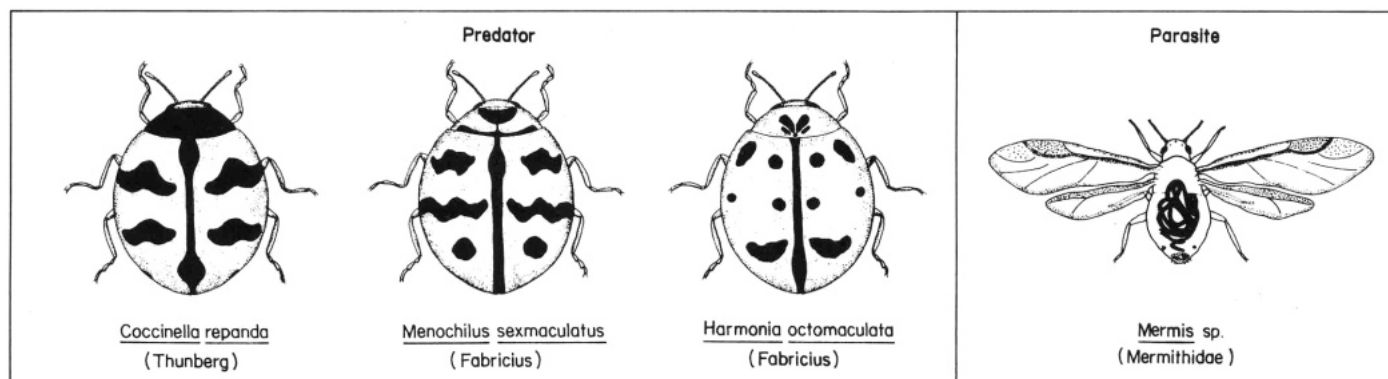 Predator
Coccinella repanda
(Thunberg)
Menochilus sexmaculatus
(Fabricius)
Harmonia octomaculata
(Fabricius)
Parasite
Mermis sp.
(Mermithidae)